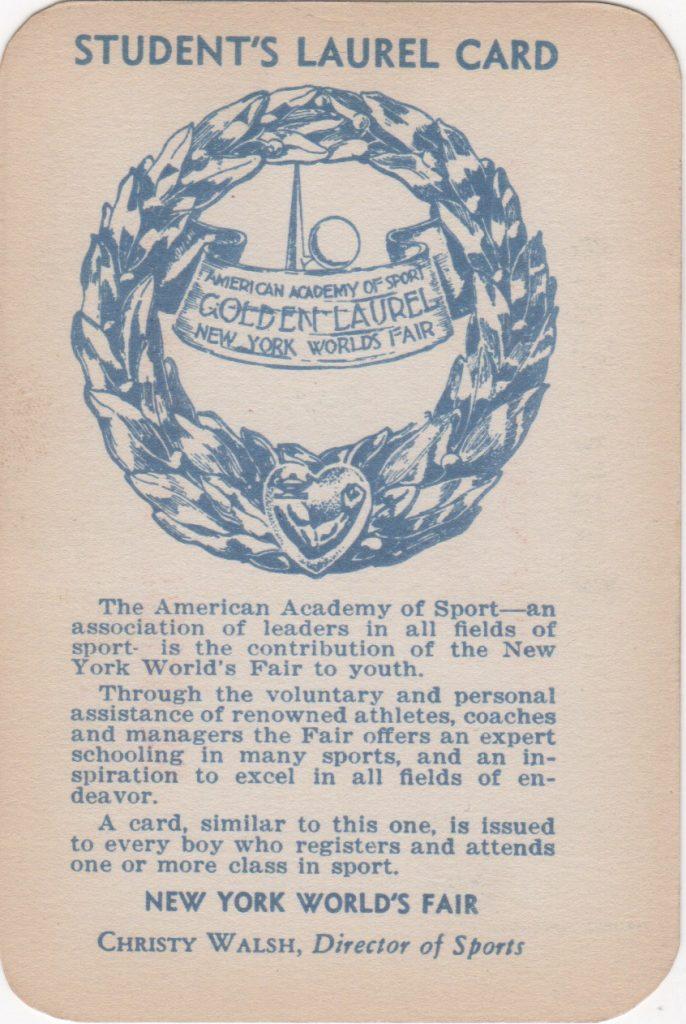 STUDENT'S LAUREL CARD
AMERICAN ACADEMY OF SPORT
GOLDEN LAUREL
NEW YORK WORLDS FAIR
The American Academy of Sport—an
association of leaders in all fields of
sport- is the contribution of the New
York World's Fair to youth.
Through the voluntary and personal
assistance of renowned athletes, coaches
and managers the Fair offers an expert
schooling in many sports, and an in-
spiration to excel in all fields of en-
deavor.
A card, similar to this one, is issued
to every boy who registers and attends
one or more class in sport.
NEW YORK WORLD'S FAIR
CHRISTY WALSH, Director of Sports